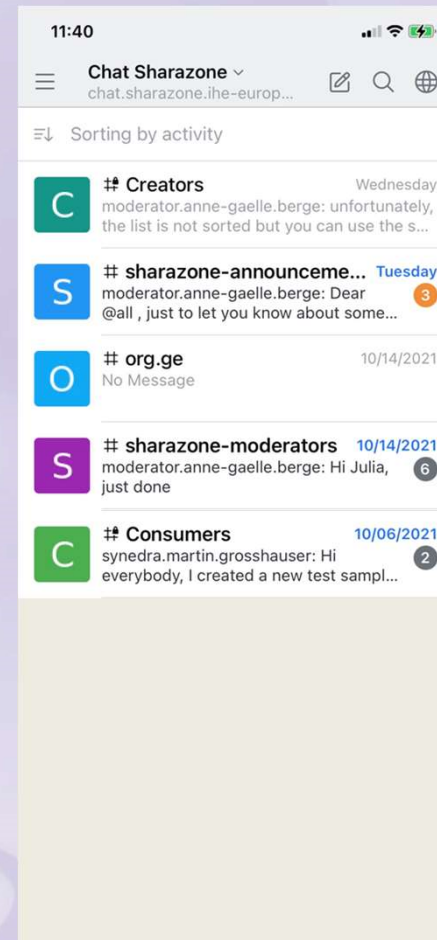 11:40
Chat Sharazone
chat.sharazone.ihe-europ...
Sorting by activity
C
Creators
Wednesday
moderator.anne-gaelle.berge: unfortunately,
the list is not sorted but you can use the s...
S
# sharazone-announceme...
Tuesday
moderator.anne-gaelle.berge: Dear
@all , just to let you know about some...
3
O
# org.ge
10/14/2021
No Message
S
# sharazone-moderators
10/14/2021
moderator.anne-gaelle.berge: Hi Julia,
just done
6
C
Consumers
10/06/2021
synedra.martin.grosshauser: Hi
everybody, I created a new test sampl...
2